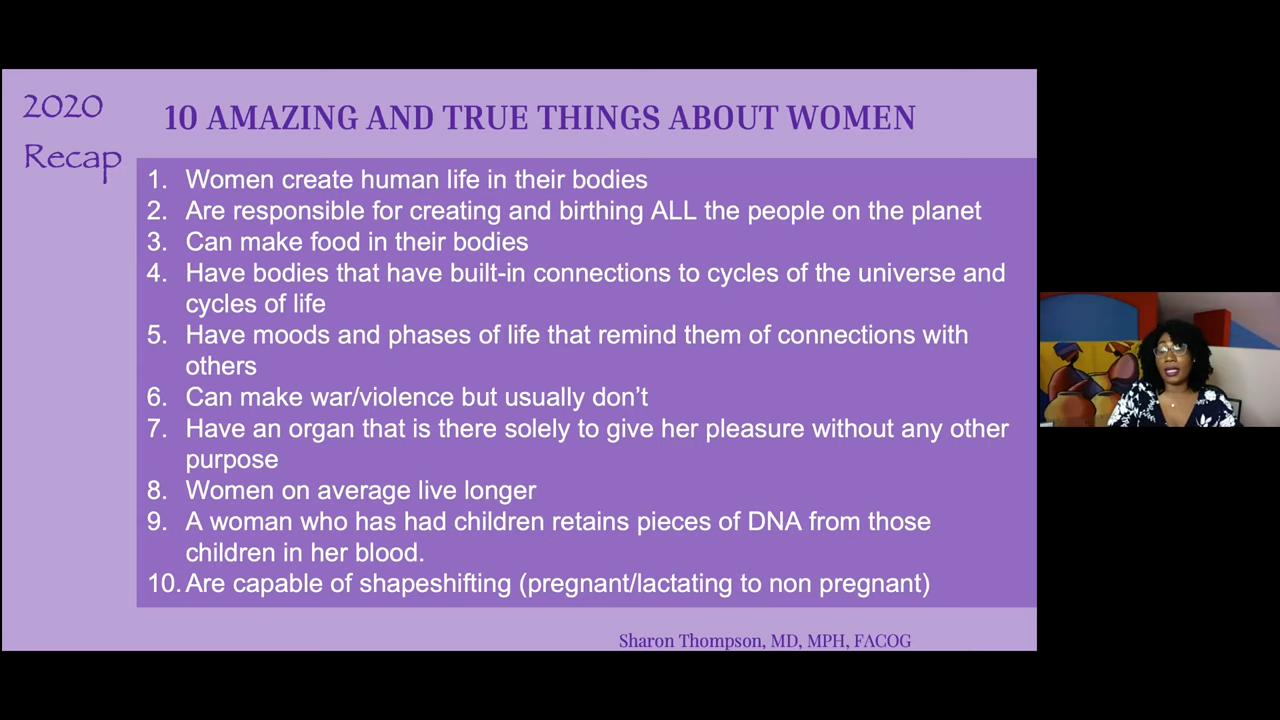 2020
Recap
10 AMAZING AND TRUE THINGS ABOUT WOMEN
1. Women create human life in their bodies
2. Are responsible for creating and birthing ALL the people on the planet
3. Can make food in their bodies
4. Have bodies that have built-in connections to cycles of the universe and
cycles of life
5. Have moods and phases of life that remind them of connections with
others
6. Can make war/violence but usually don’t
7. Have an organ that is there solely to give her pleasure without any other
purpose
8. Women on average live longer
9. A woman who has had children retains pieces of DNA from those
children in her blood.
10. Are capable of shapeshifting (pregnant/lactating to non pregnant)
Sharon Thompson, MD, MPH, FACOG